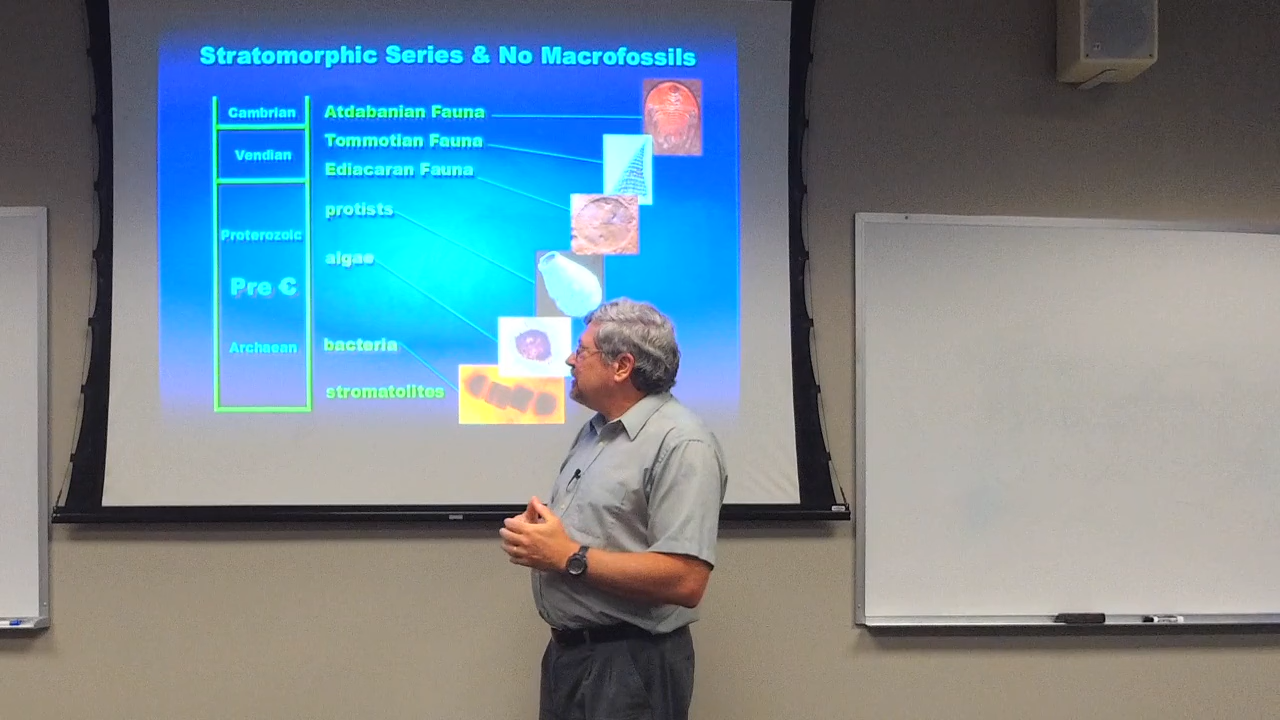 Stratomorphic Series & No Macrofossils
Cambrian
Atdabanian Fauna
Tommotian Fauna
Vendian
Ediacaran Fauna
protists
Proterozoic
algae
Pre Є
Archaean
bacteria
stromatolites